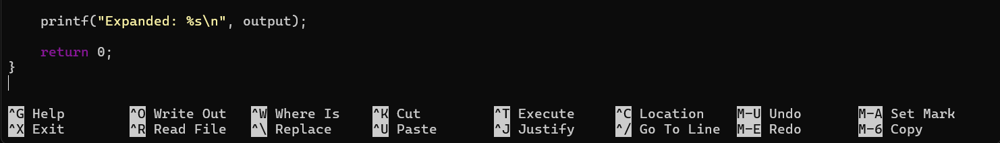 printf("Expanded: %s\n", output);
return 0;
}
^G Help ^O Write Out ^W Where Is ^K Cut ^T Execute ^C Location M-U Undo M-A Set Mark
^X Exit ^R Read File ^\ Replace ^U Paste ^J Justify ^/ Go To Line M-E Redo M-6 Copy